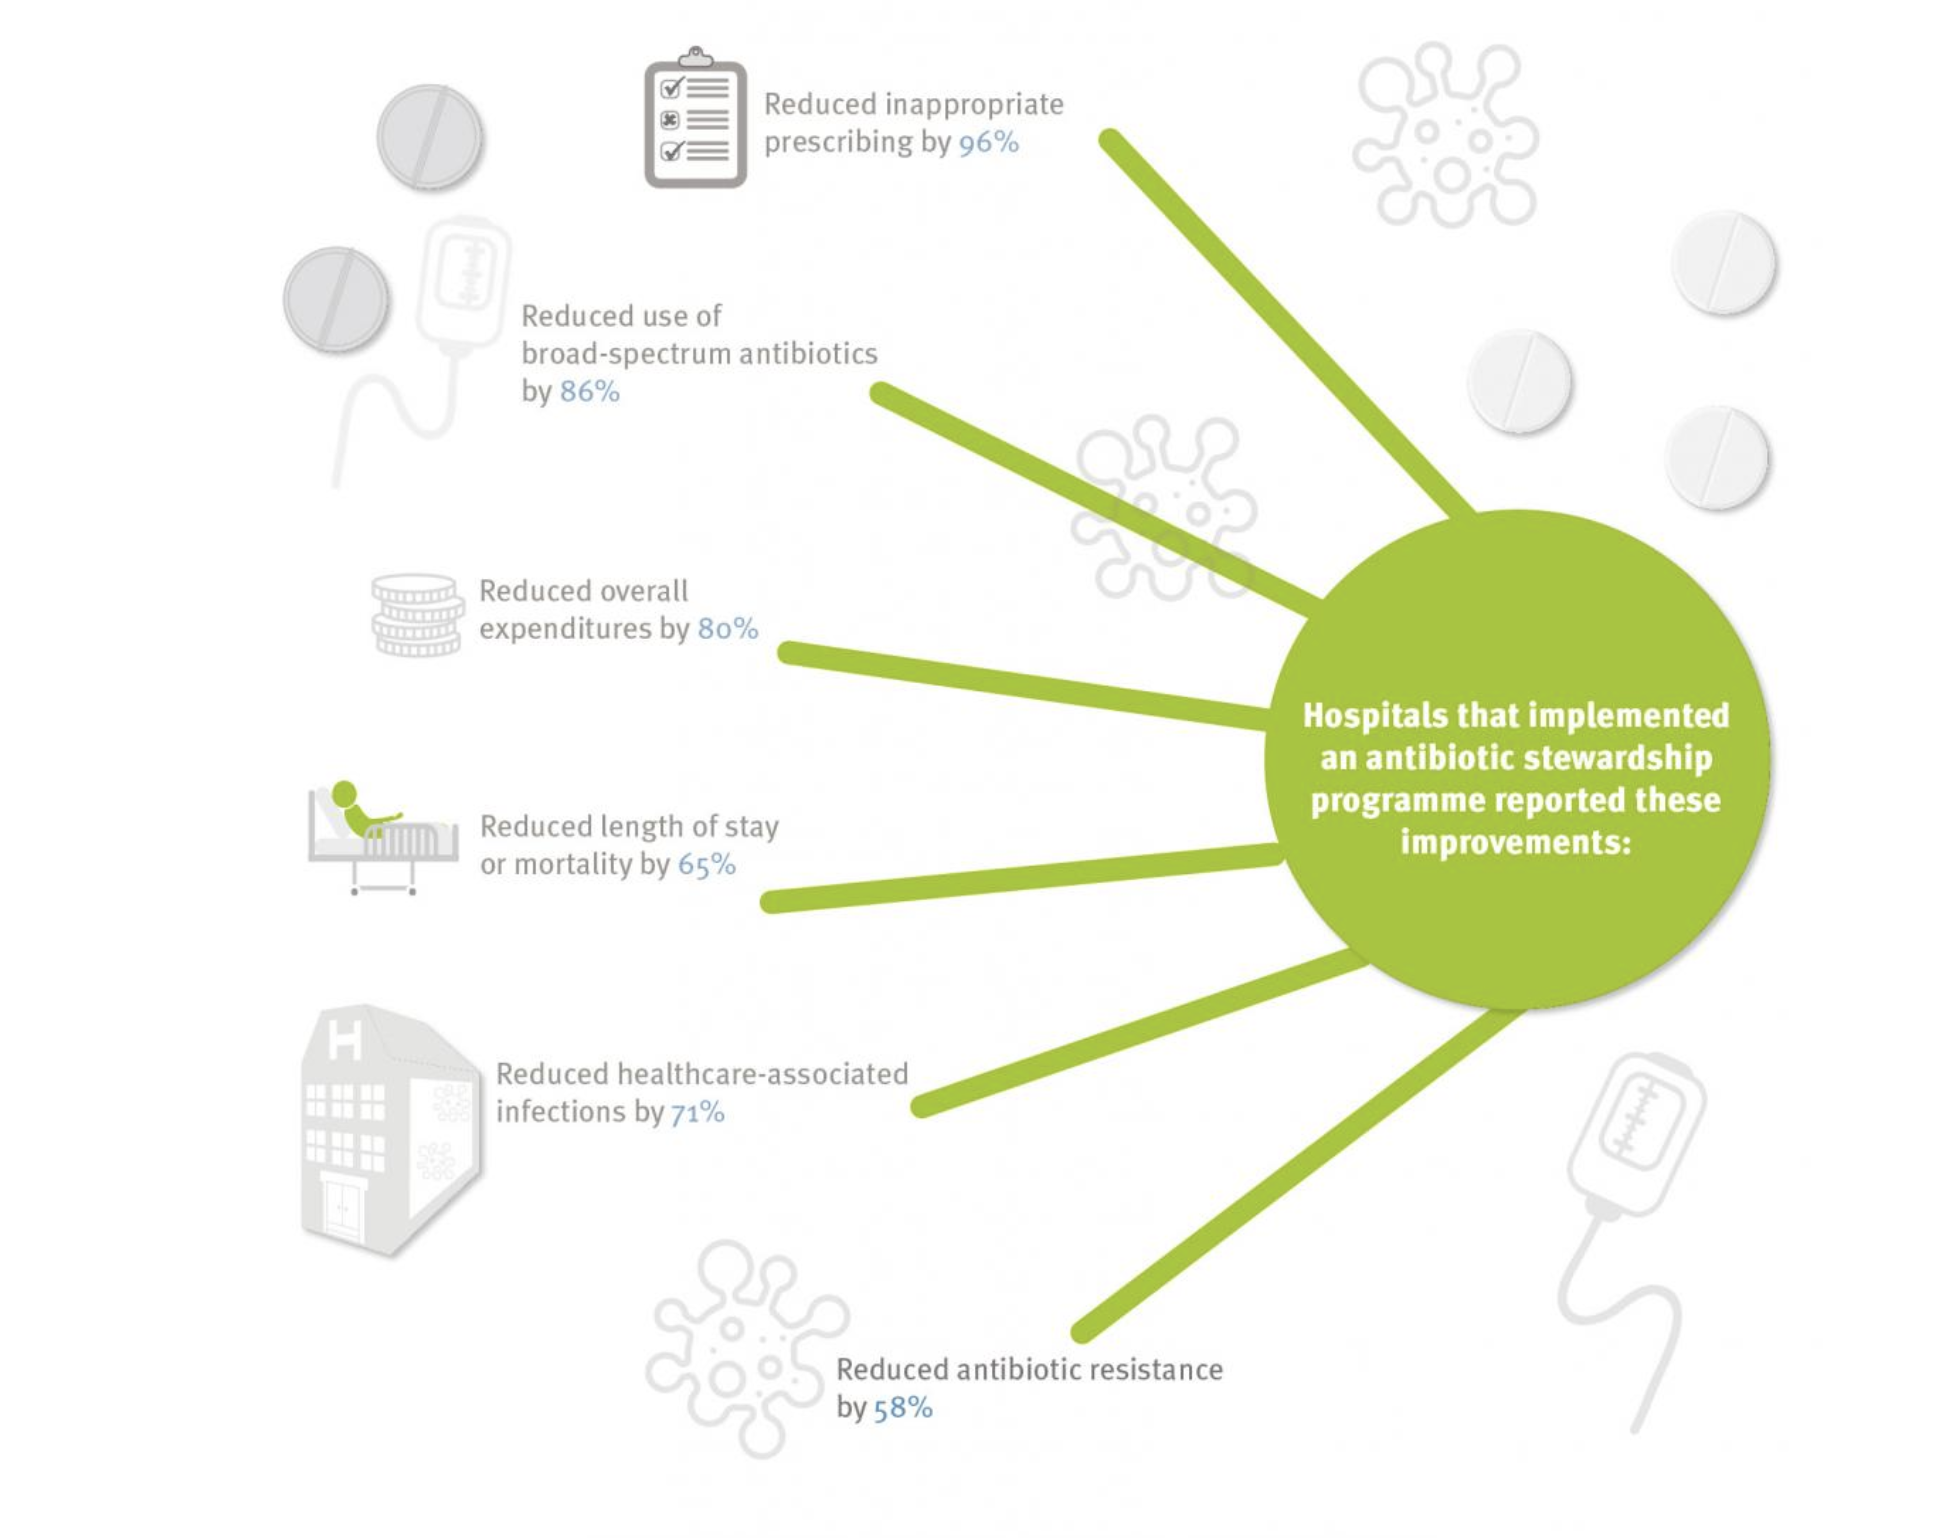 Reduced inappropriate
prescribing by 96%
Reduced use of
broad-spectrum antibiotics
by 86%
Reduced overall
expenditures by 80%
Hospitals that implemented
an antibiotic stewardship
programme reported these
improvements:
Reduced length of stay
or mortality by 65%
H
Reduced healthcare-associated
infections by 71%
Reduced antibiotic resistance
by 58%